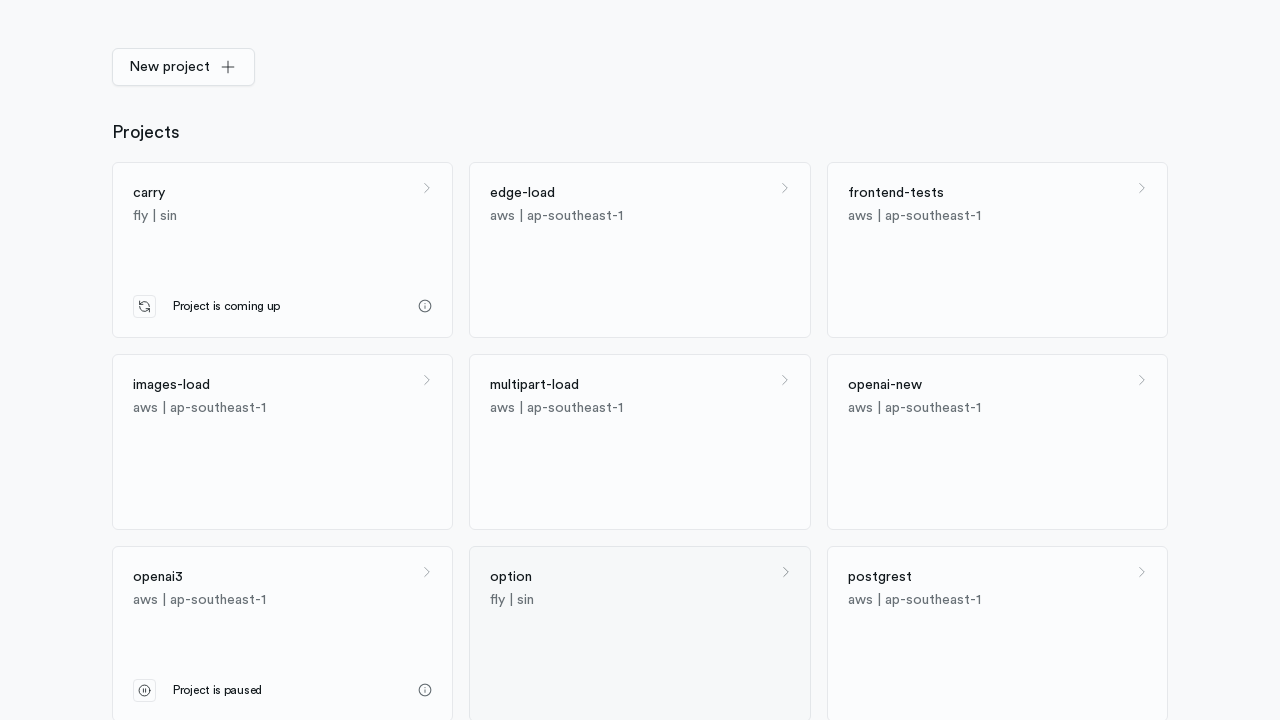 New project
Projects
carry
fly | sin
Project is coming up
edge-load
aws | ap-southeast-1
frontend-tests
aws | ap-southeast-1
images-load
aws | ap-southeast-1
multipart-load
aws | ap-southeast-1
openai-new
aws | ap-southeast-1
openai3
aws | ap-southeast-1
Project is paused
option
fly | sin
postgrest
aws | ap-southeast-1